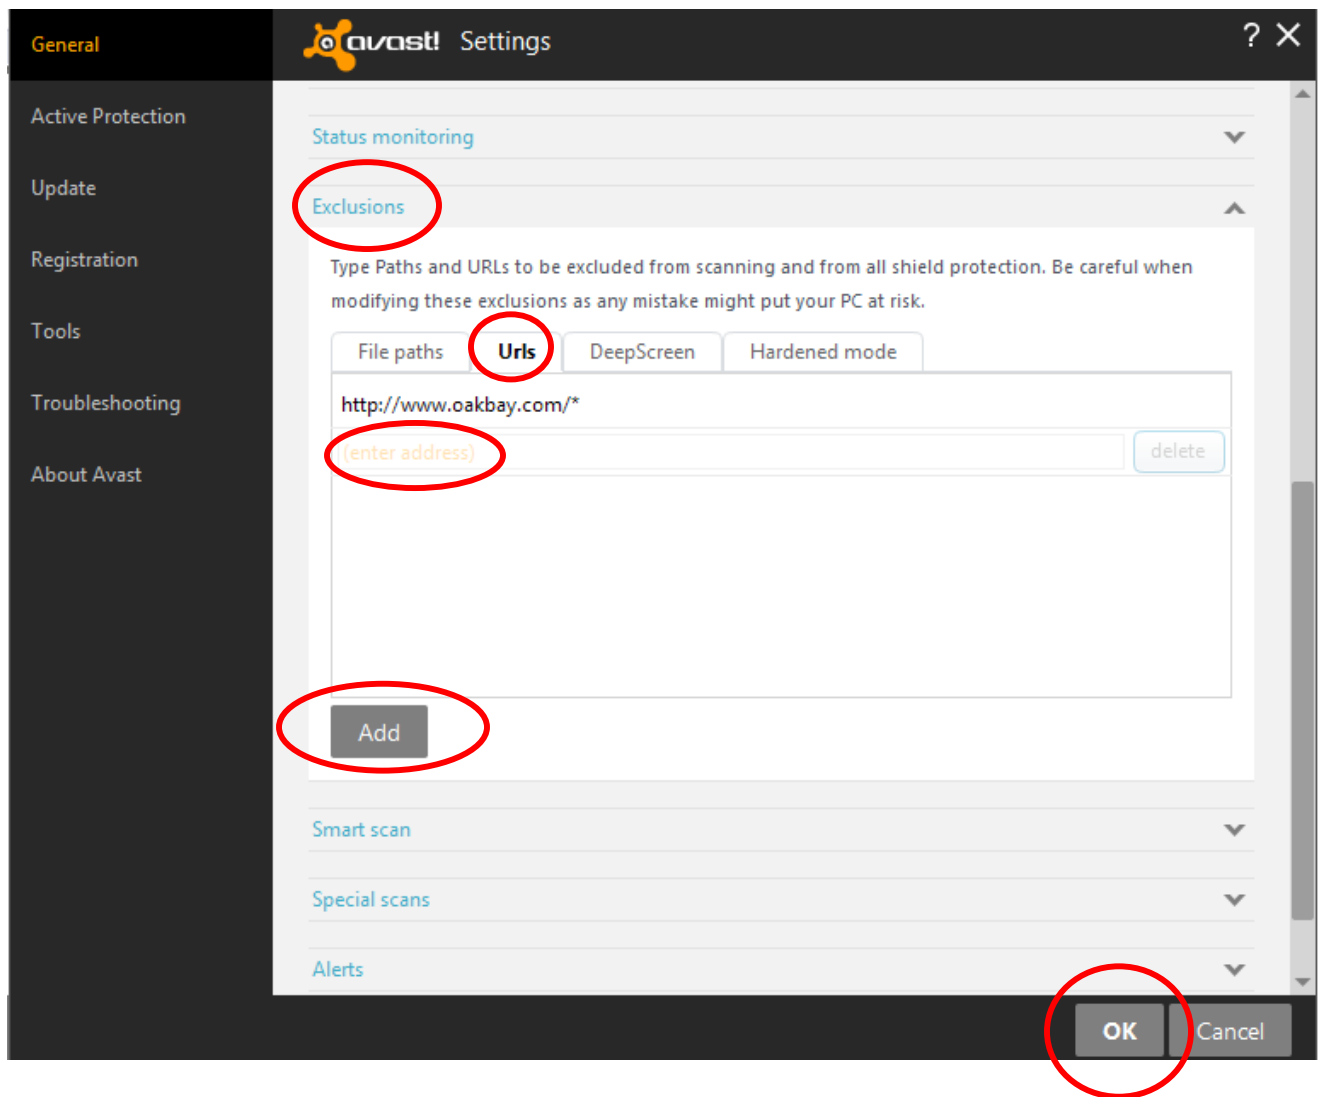 General
avast! Settings
?
Active Protection
Update
Registration
Tools
Troubleshooting
About Avast
Status monitoring
Exclusions
Type Paths and URLs to be excluded from scanning and from all shield protection. Be careful when
modifying these exclusions as any mistake might put your PC at risk.
File paths Urls DeepScreen Hardened mode
http://www.oakbay.com/*
(enter address) delete
Add
Smart scan
Special scans
Alerts
OK Cancel